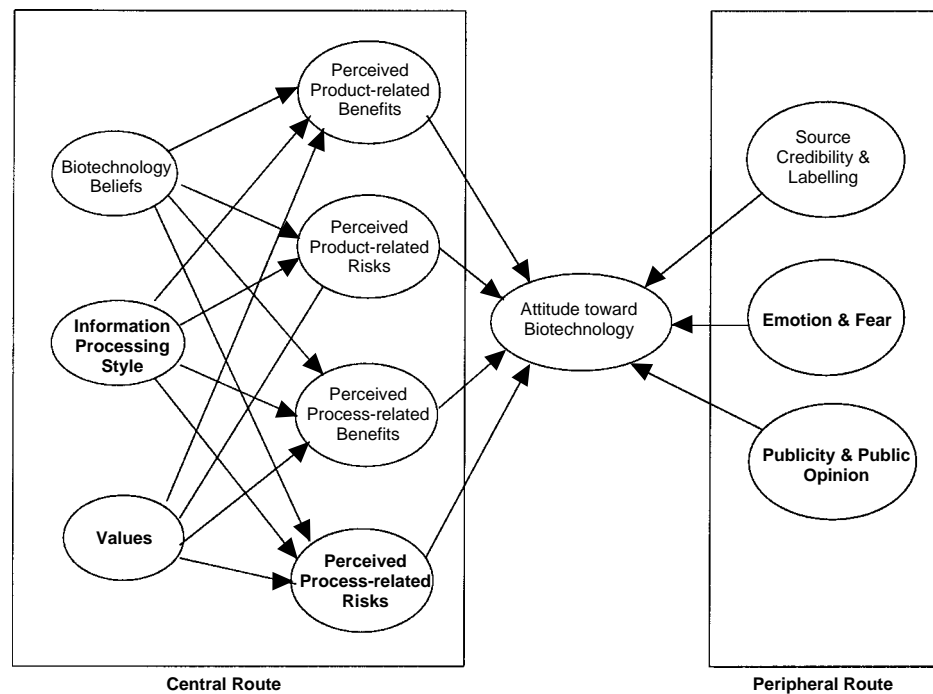 Perceived
Product-related
Benefits
Biotechnology
Beliefs
Perceived
Product-related
Risks
Information
Processing
Style
Perceived
Process-related
Benefits
Values
Perceived
Process-related
Risks
Attitude toward
Biotechnology
Source
Credibility &
Labelling
Emotion & Fear
Publicity & Public
Opinion
Central Route
Peripheral Route